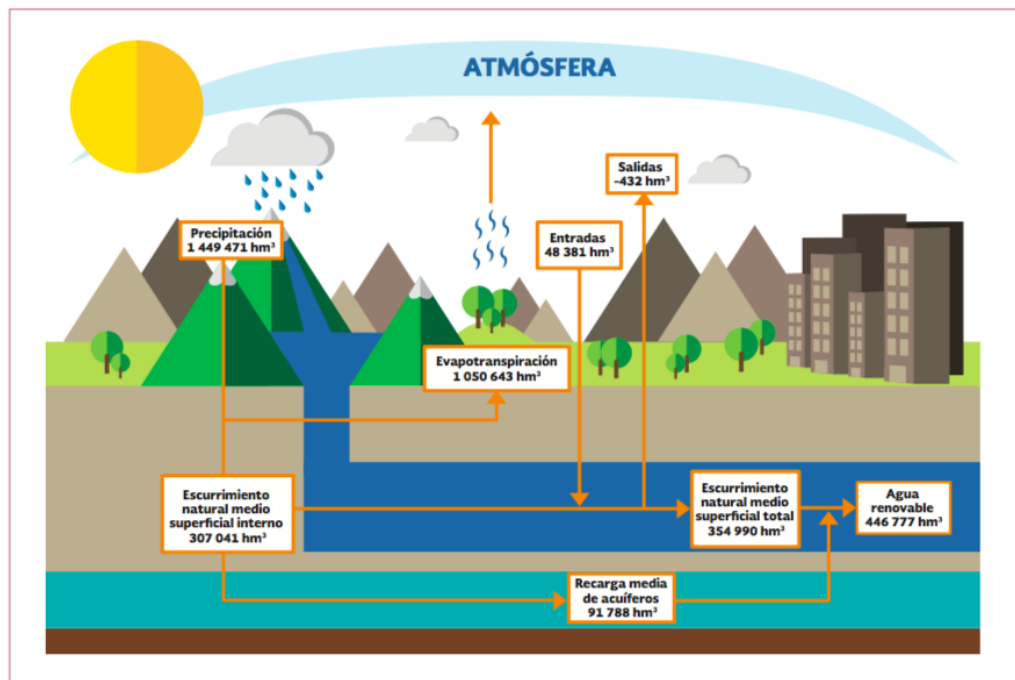 ATMÓSFERA
Salidas
-432 hm³
Precipitación
1 449 471 hm³
Entradas
48 381 hm³
Evapotranspiración
1 050 643 hm³
Escurrimiento
natural medio
superficial interno
307 041 hm³
Escurrimiento
natural medio
superficial total
354 990 hm³
Agua
renovable
446 777 hm³
Recarga media
de acuíferos
91 788 hm³